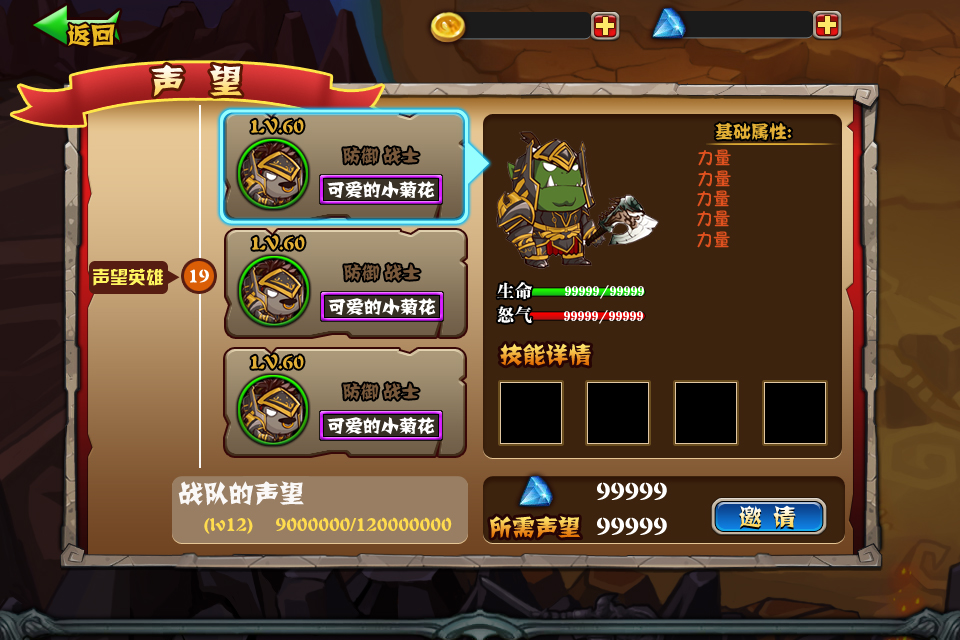 返回
声 望
LV.60
防御 战士
可爱的小菊花
LV.60
防御 战士
可爱的小菊花
LV.60
防御 战士
可爱的小菊花
声望英雄
19
基础属性:
力量
力量
力量
力量
力量
生命 99999/99999
怒气 99999/99999
技能详情
战队的声望
(lv12) 9000000/120000000
99999
所需声望 99999
邀 请